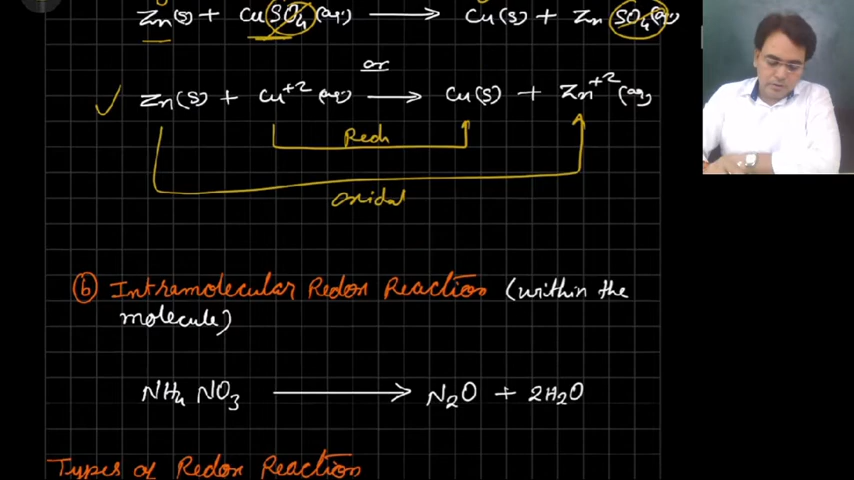 Zn(s) + CuSO4(aq) ⟶ Cu(s) + ZnSO4(aq)
or
✓ Zn(s) + Cu+2(aq) ⟶ Cu(s) + Zn+2(aq)
Redn
oxidat
(b) Intramolecular Redox Reaction (within the
molecule)
NH4NO3 ⟶ N2O + 2H2O
Types of Redox Reaction